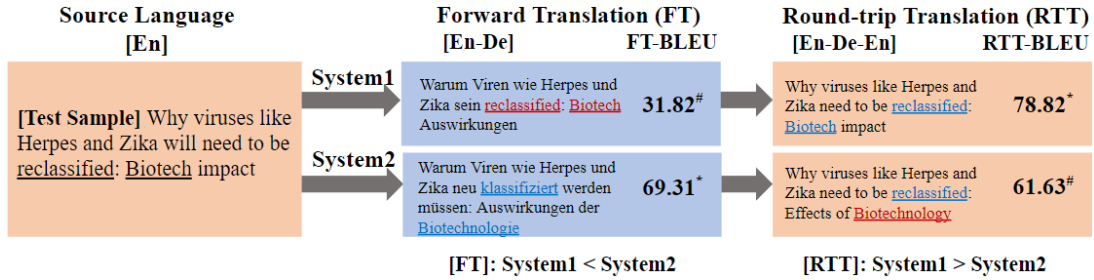 Source Language
[En]
Forward Translation (FT)
[En-De] FT-BLEU
Round-trip Translation (RTT)
[En-De-En] RTT-BLEU
[Test Sample] Why viruses like
Herpes and Zika will need to be
reclassified: Biotech impact
System1
Warum Viren wie Herpes und
Zika sein reclassified: Biotech
Auswirkungen
31.82#
Why viruses like Herpes and
Zika need to be reclassified:
Biotech impact
78.82*
System2
Warum Viren wie Herpes und
Zika neu klassifiziert werden
müssen: Auswirkungen der
Biotechnologie
69.31*
Why viruses like Herpes and
Zika need to be reclassified:
Effects of Biotechnology
61.63#
[FT]: System1 < System2
[RTT]: System1 > System2